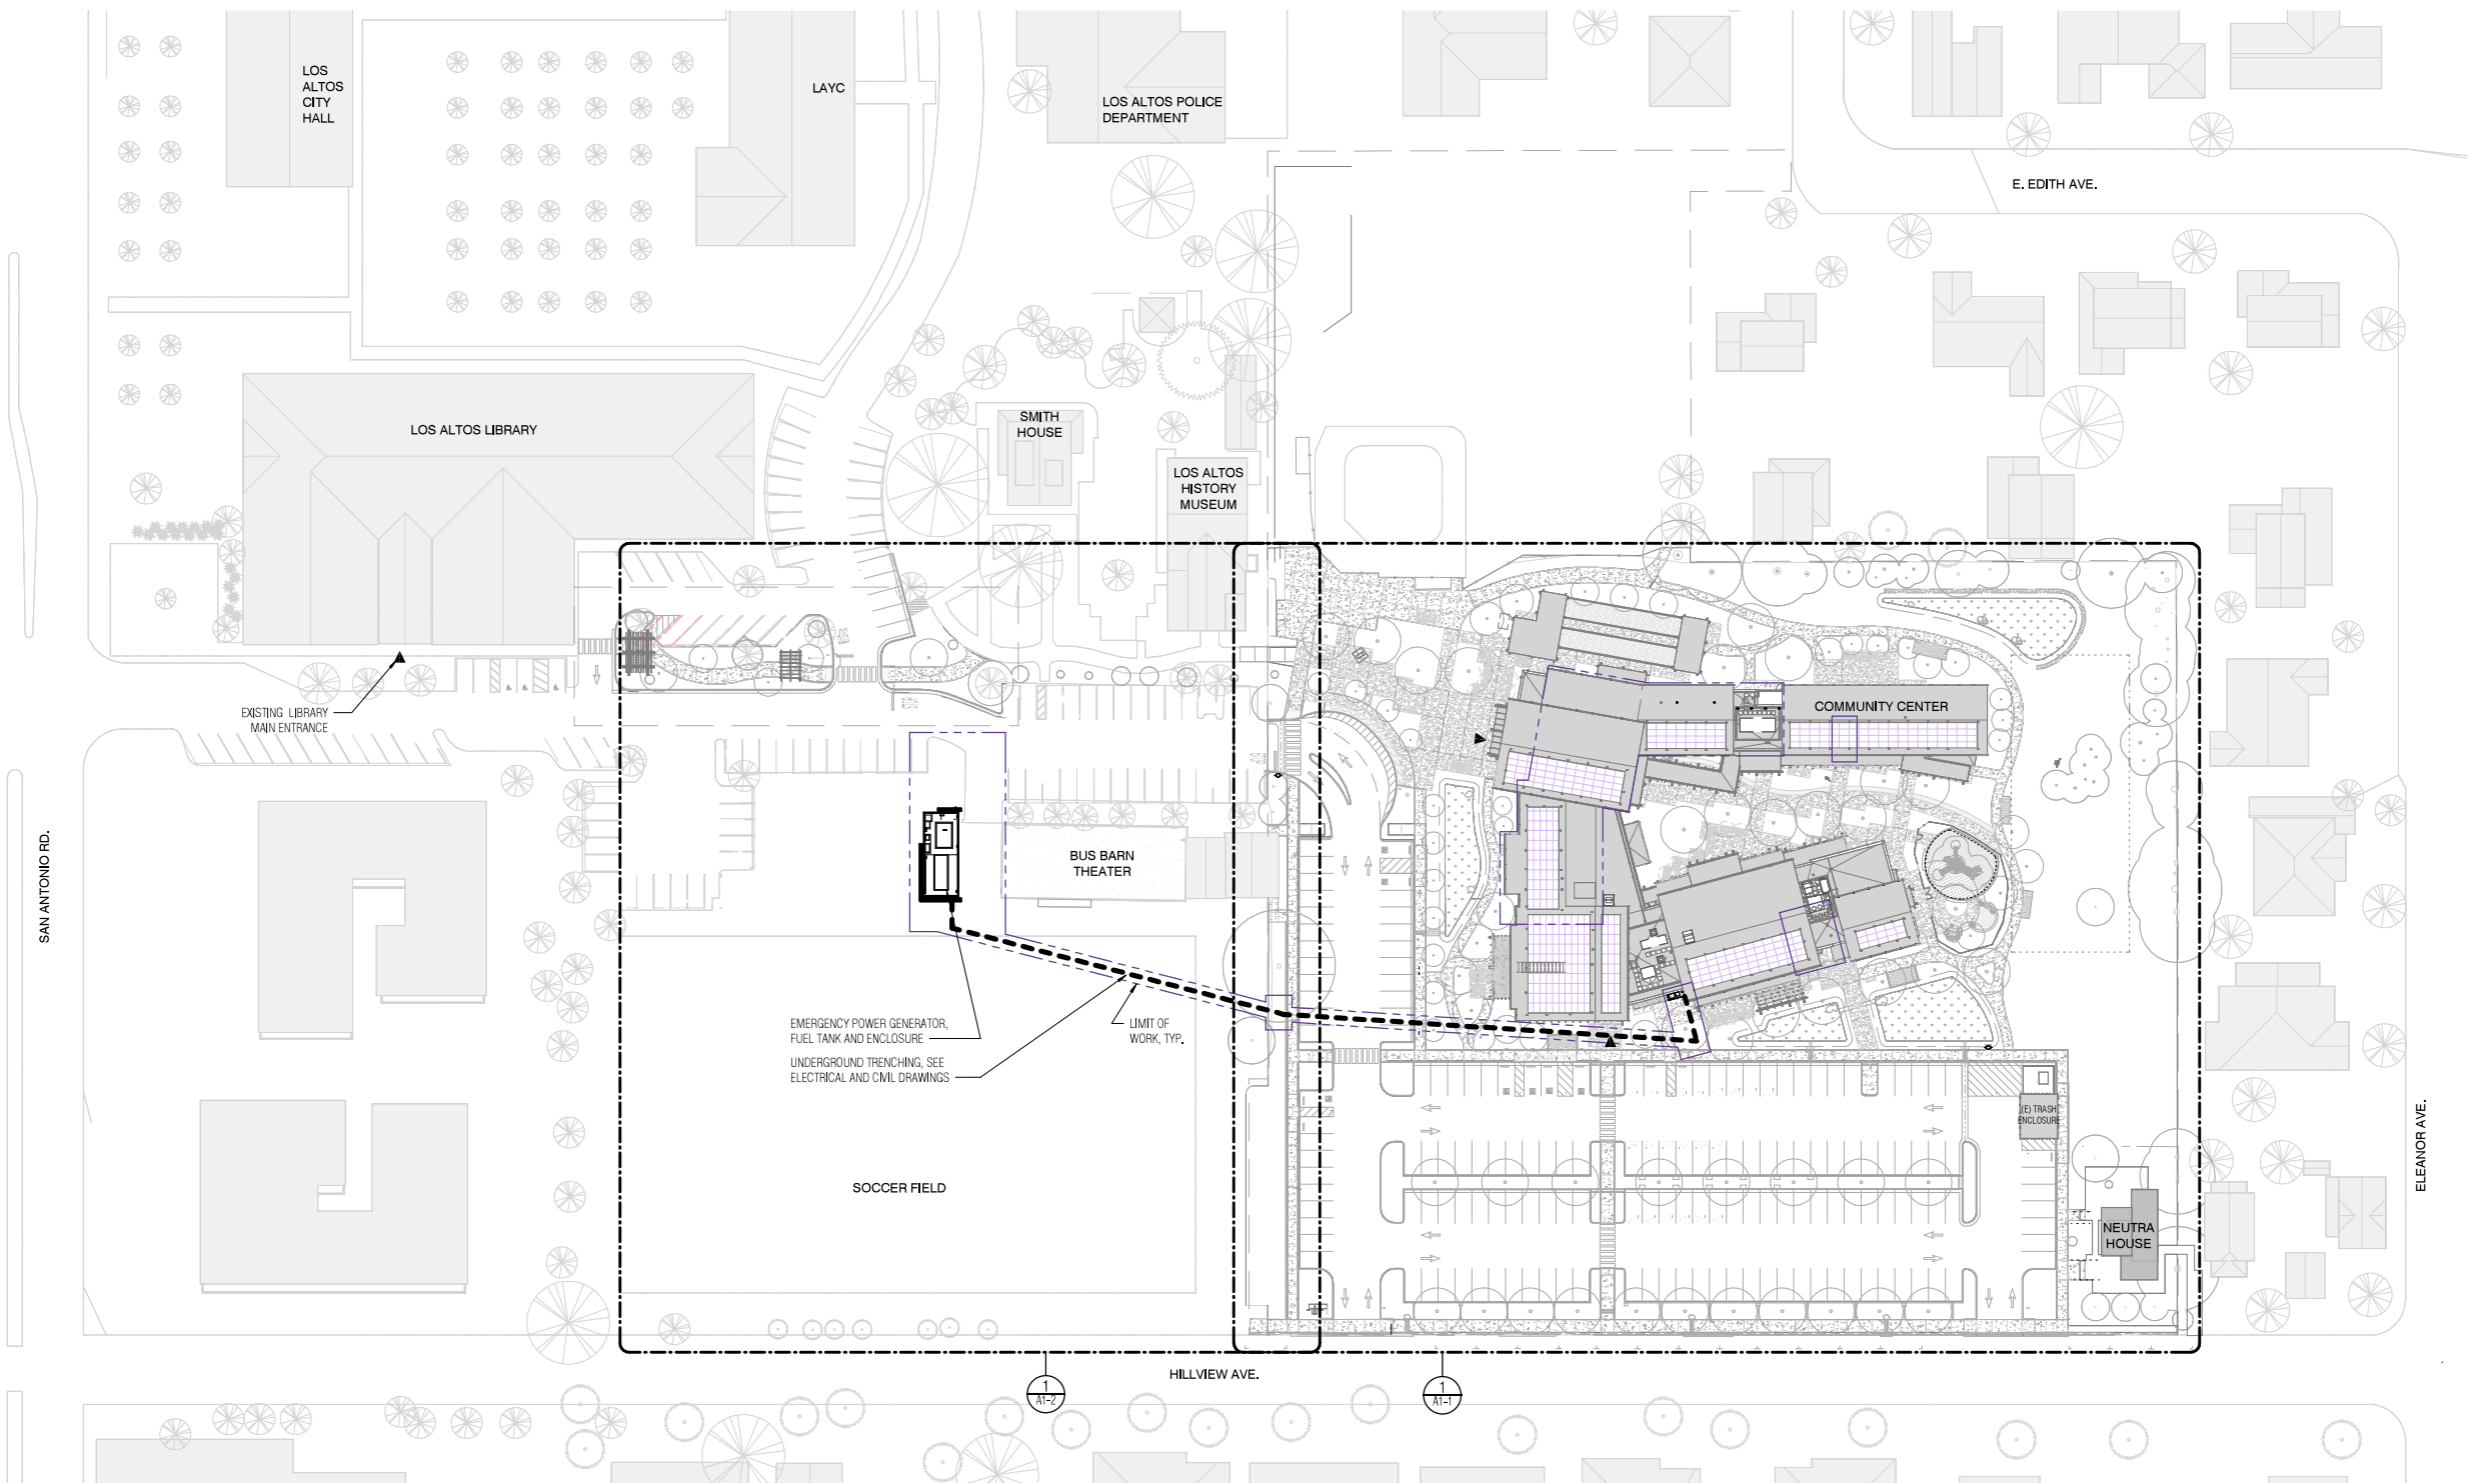 LOS
ALTOS
CITY
HALL
LAYC
LOS ALTOS POLICE
DEPARTMENT
E. EDITH AVE.
LOS ALTOS LIBRARY
SMITH
HOUSE
LOS ALTOS
HISTORY
MUSEUM
EXISTING LIBRARY
MAIN ENTRANCE
COMMUNITY CENTER
SAN ANTONIO RD.
BUS BARN
THEATER
EMERGENCY POWER GENERATOR,
FUEL TANK AND ENCLOSURE
UNDERGROUND TRENCHING, SEE
ELECTRICAL AND CIVIL DRAWINGS
LIMIT OF
WORK, TYP.
(E) TRASH
ENCLOSURE
ELEANOR AVE.
SOCCER FIELD
NEUTRA
HOUSE
HILLVIEW AVE.
1
A1-2
1
A1-1